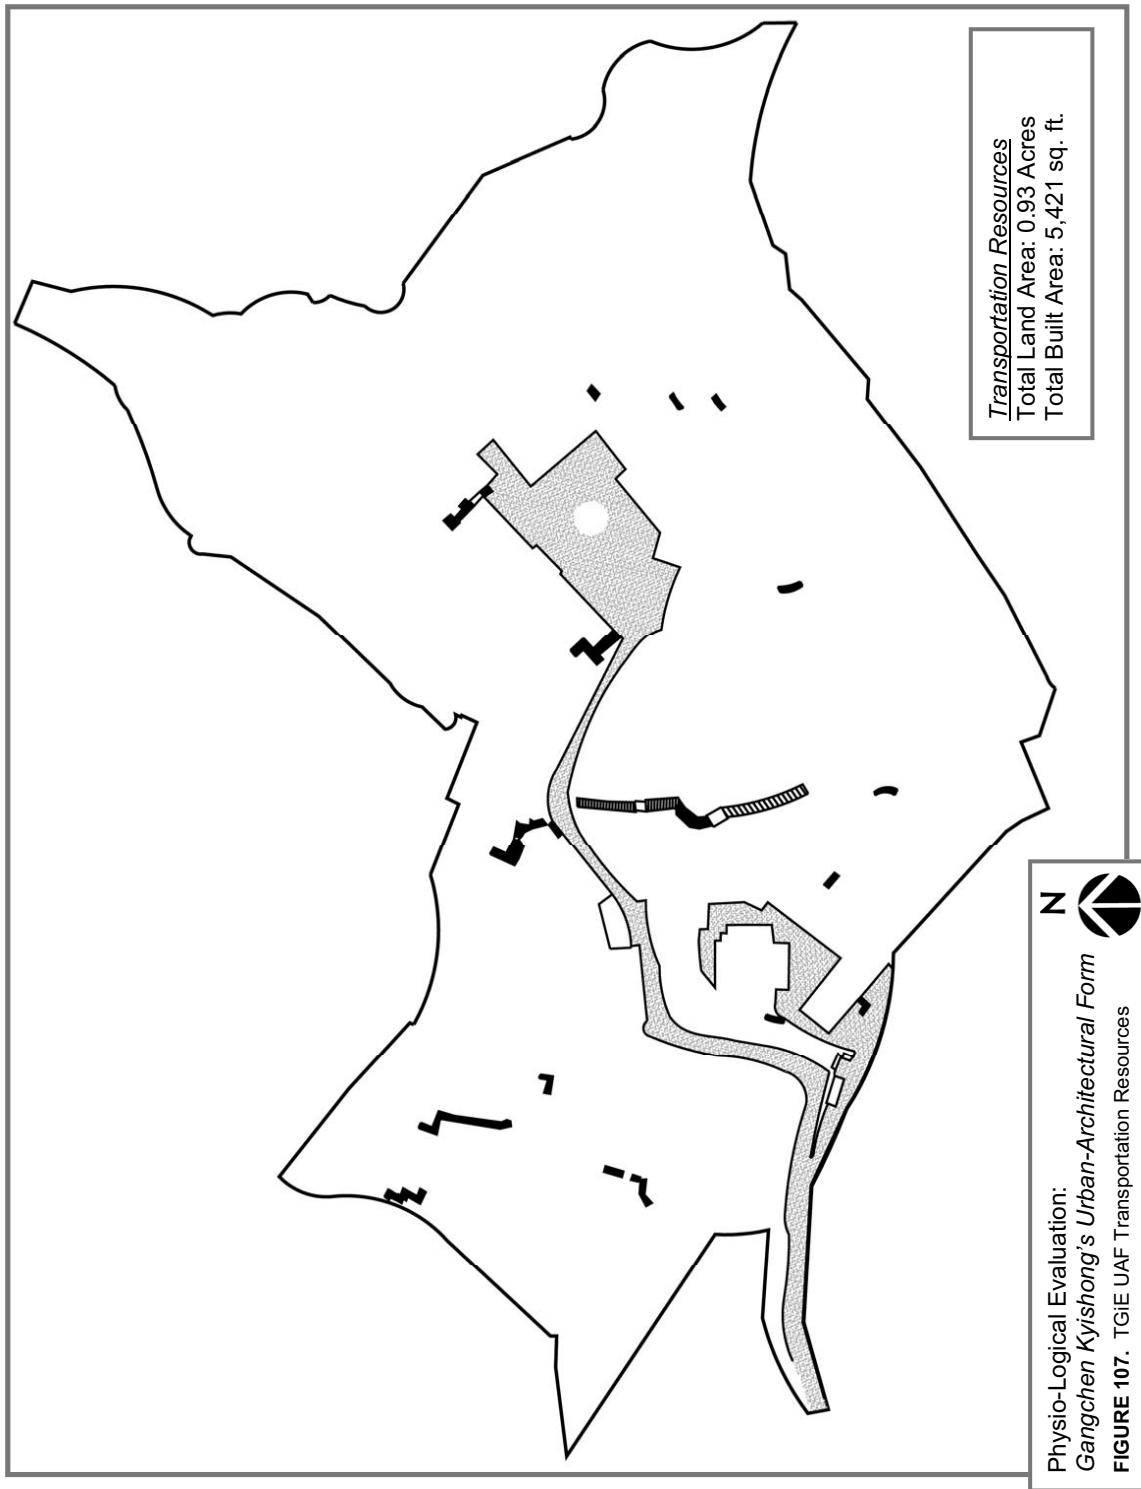 Transportation Resources
Total Land Area: 0.93 Acres
Total Built Area: 5,421 sq. ft.
N
Physio-Logical Evaluation:
Gangchen Kyishong's Urban-Architectural Form
FIGURE 107. TGiE UAF Transportation Resources